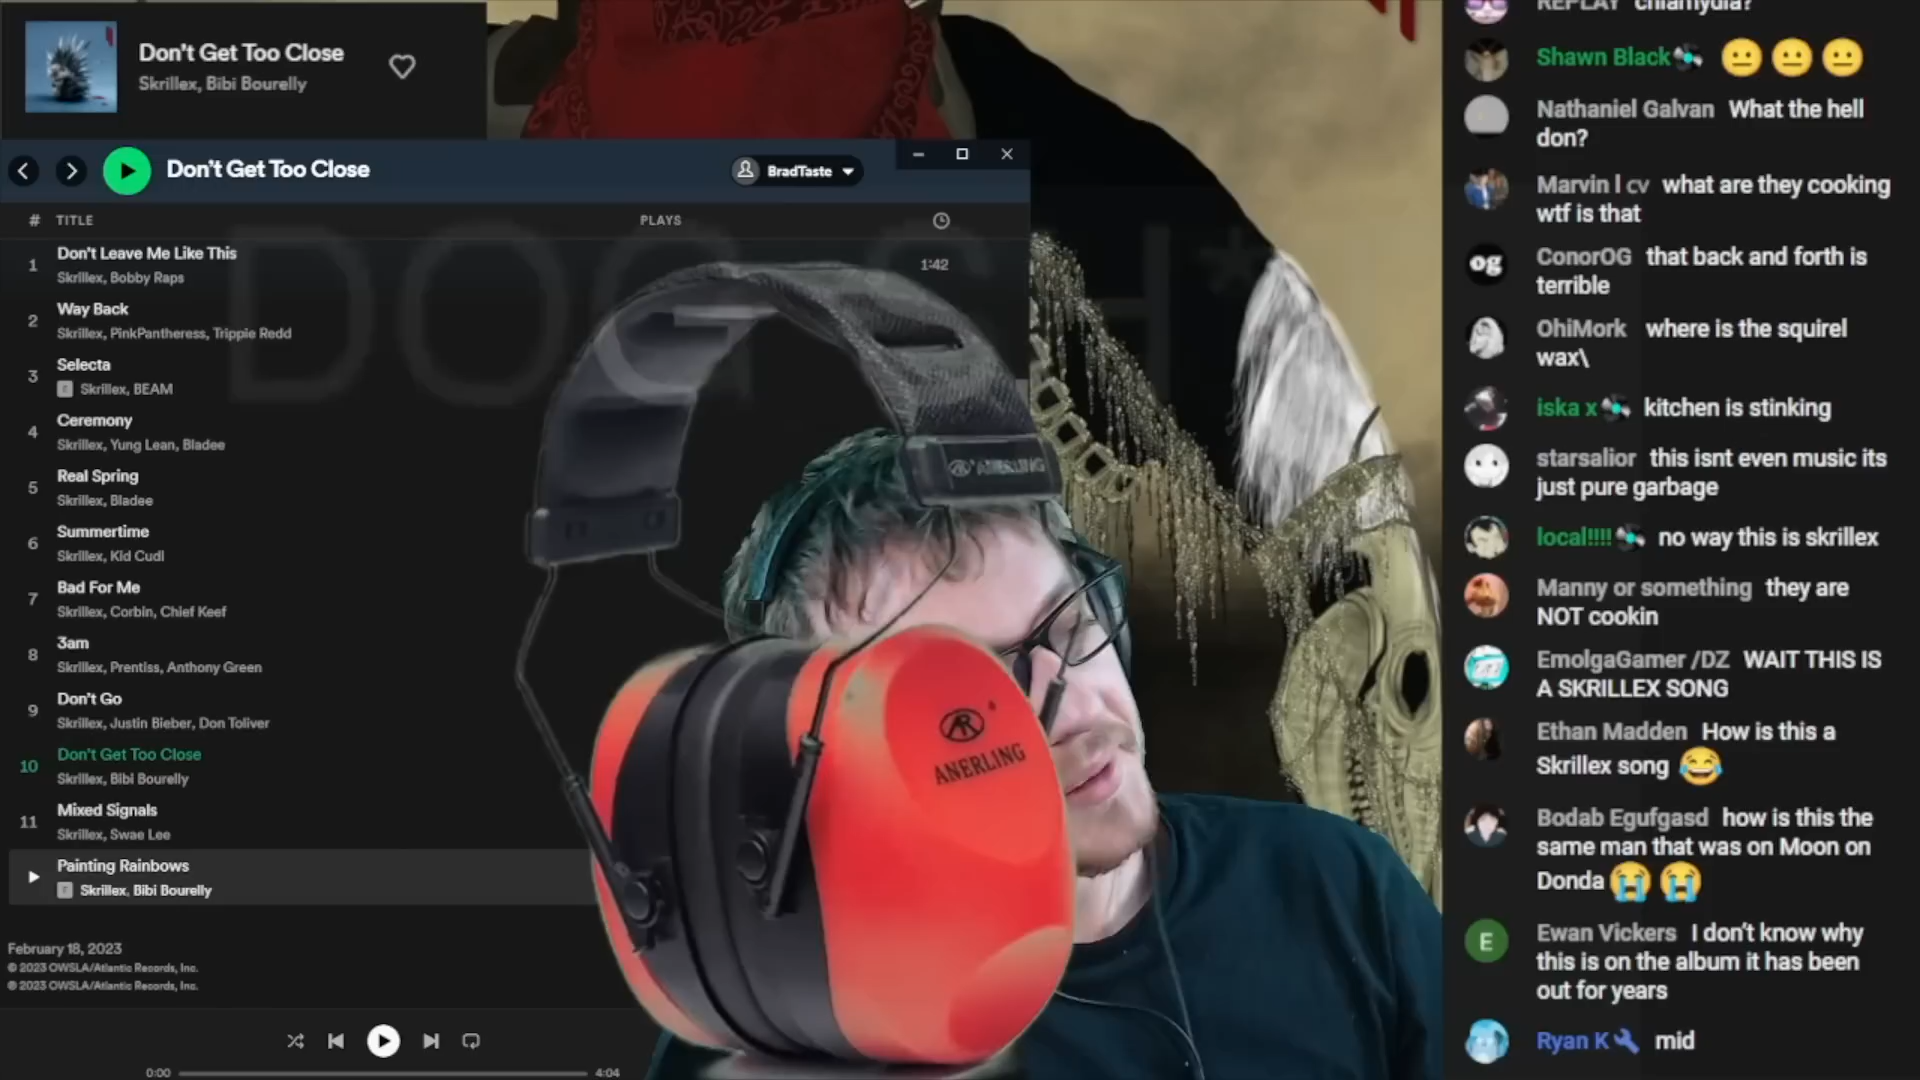 Don't Get Too Close
Skrillex, Bibi Bourelly
Don't Get Too Close
BradTaste
# TITLE PLAYS
1 Don't Leave Me Like This 1:42
Skrillex, Bobby Raps
2 Way Back
Skrillex, PinkPantheress, Trippie Redd
3 Selecta
E Skrillex, BEAM
4 Ceremony
Skrillex, Yung Lean, Bladee
5 Real Spring
Skrillex, Bladee
6 Summertime
Skrillex, Kid Cudi
7 Bad For Me
Skrillex, Corbin, Chief Keef
8 3am
Skrillex, Prentiss, Anthony Green
9 Don't Go
Skrillex, Justin Bieber, Don Toliver
10 Don't Get Too Close
Skrillex, Bibi Bourelly
11 Mixed Signals
Skrillex, Swae Lee
Painting Rainbows
E Skrillex, Bibi Bourelly
February 18, 2023
© 2023 OWSLA/Atlantic Records, Inc.
℗ 2023 OWSLA/Atlantic Records, Inc.
0:00 4:04
ANERLING
AR
ANERLING
REPLAY chlamydia?
Shawn Black 😐 😐 😐
Nathaniel Galvan What the hell
don?
Marvin l cv what are they cooking
wtf is that
og
ConorOG that back and forth is
terrible
OhiMork where is the squirel
wax\
iska x kitchen is stinking
starsalior this isnt even music its
just pure garbage
local!!!! no way this is skrillex
Manny or something they are
NOT cookin
EmolgaGamer /DZ WAIT THIS IS
A SKRILLEX SONG
Ethan Madden How is this a
Skrillex song 😂
Bodab Egufgasd how is this the
same man that was on Moon on
Donda 😭 😭
E
Ewan Vickers I don't know why
this is on the album it has been
out for years
Ryan K mid